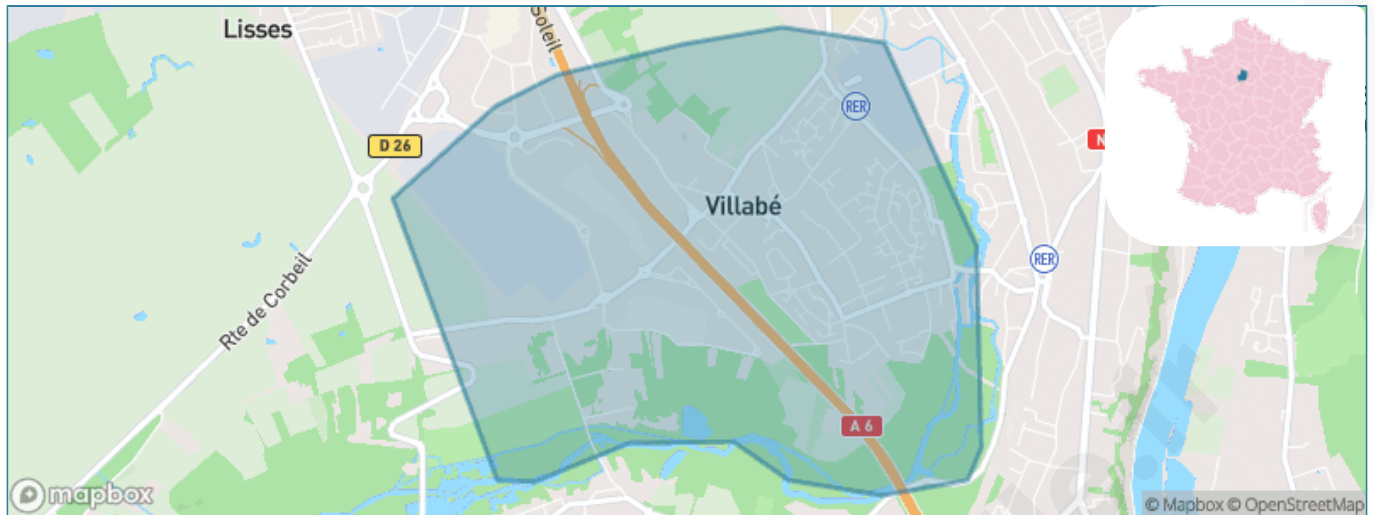 Lisses
Soleil
RER
D 26
N
Villabé
RER
Rte de Corbeil
A 6
mapbox
© Mapbox © OpenStreetMap